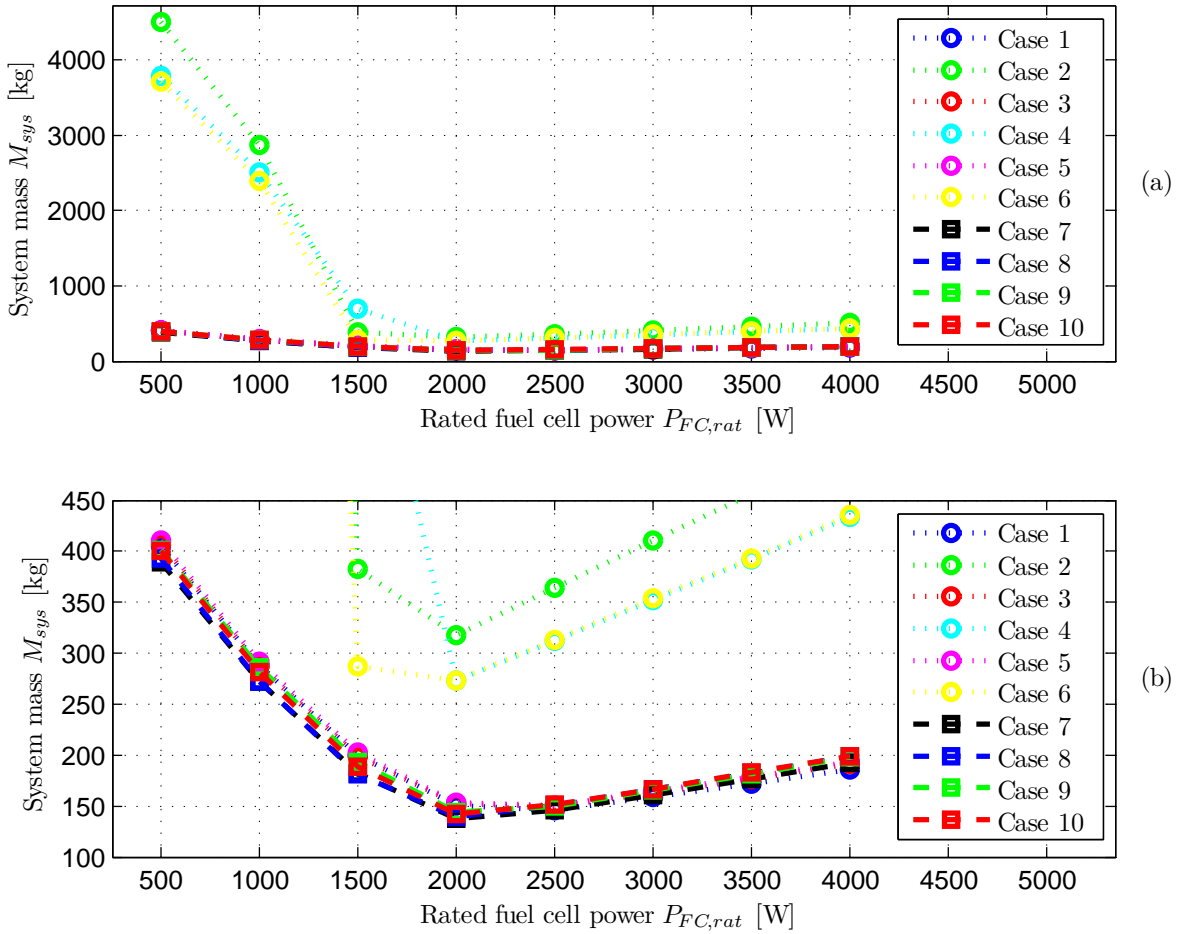 4000
3000
2000
1000
0
System mass M_sys [kg]
500 1000 1500 2000 2500 3000 3500 4000 4500 5000
Rated fuel cell power P_FC,rat [W]
Case 1
Case 2
Case 3
Case 4
Case 5
Case 6
Case 7
Case 8
Case 9
Case 10
(a)
450
400
350
300
250
200
150
100
System mass M_sys [kg]
500 1000 1500 2000 2500 3000 3500 4000 4500 5000
Rated fuel cell power P_FC,rat [W]
Case 1
Case 2
Case 3
Case 4
Case 5
Case 6
Case 7
Case 8
Case 9
Case 10
(b)